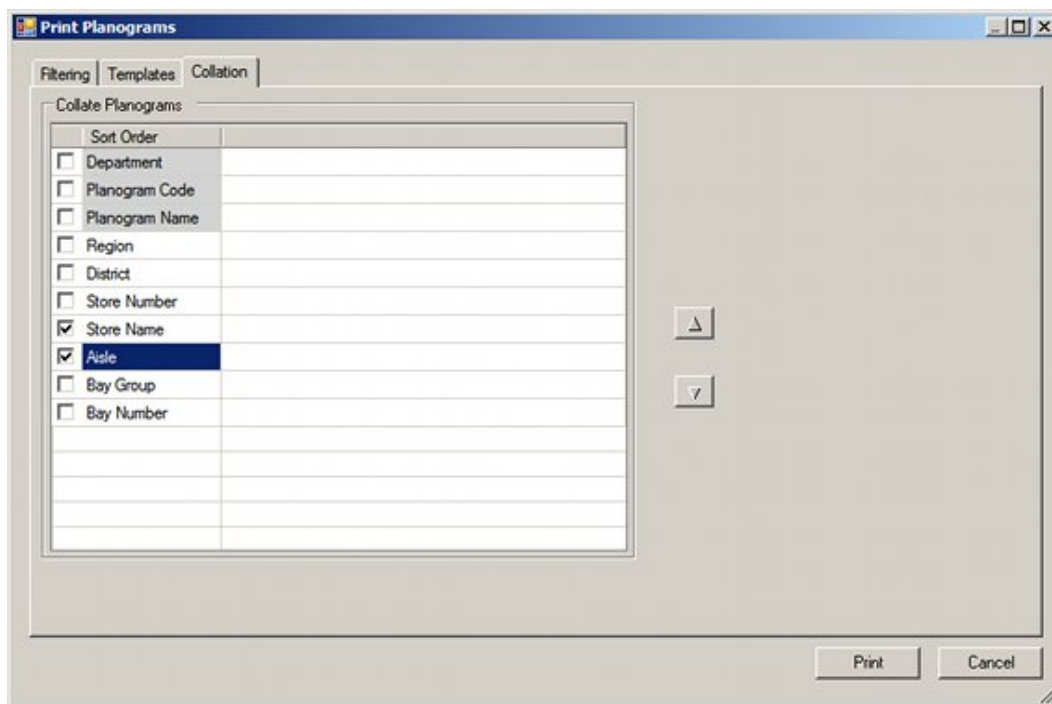 Print Planograms
Filtering Templates Collation
Collate Planograms
Sort Order
Department
Planogram Code
Planogram Name
Region
District
Store Number
Store Name
Aisle
Bay Group
Bay Number
Print Cancel